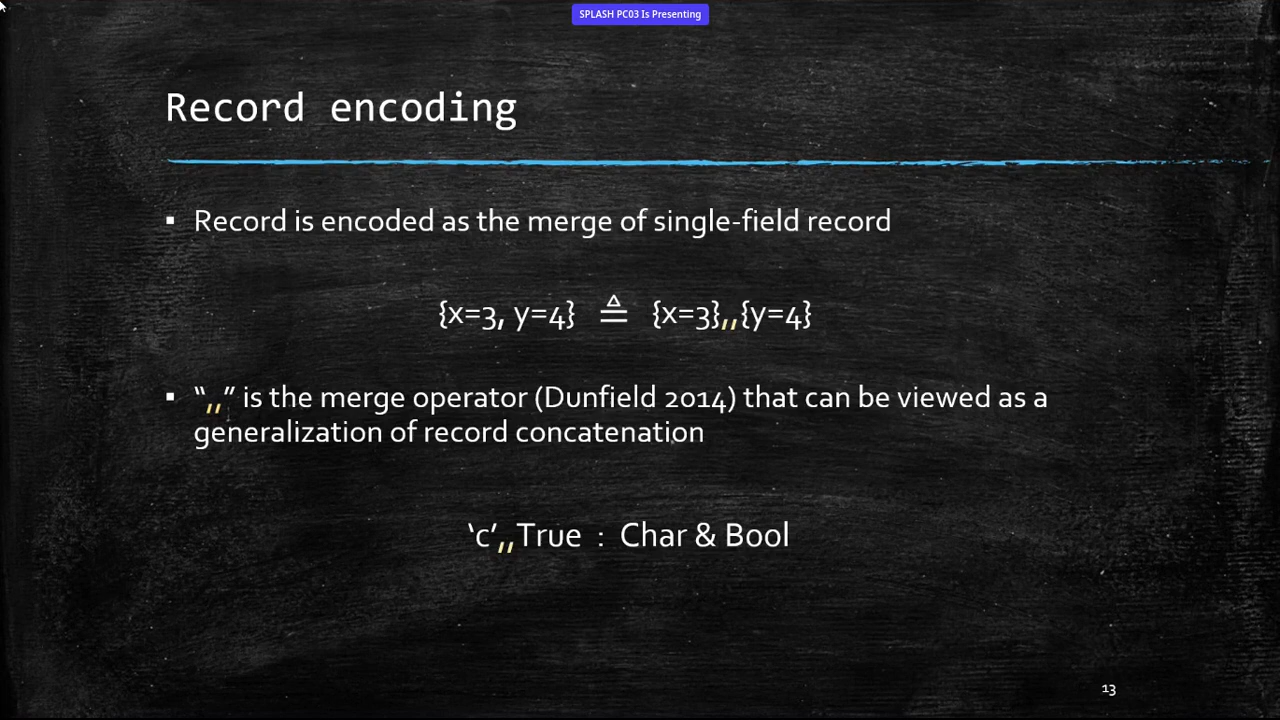 SPLASH PC03 Is Presenting
Record encoding
▪ Record is encoded as the merge of single-field record
{x=3, y=4} ≜ {x=3},,{y=4}
▪ “,,” is the merge operator (Dunfield 2014) that can be viewed as a
generalization of record concatenation
‘c’,,True : Char & Bool
13